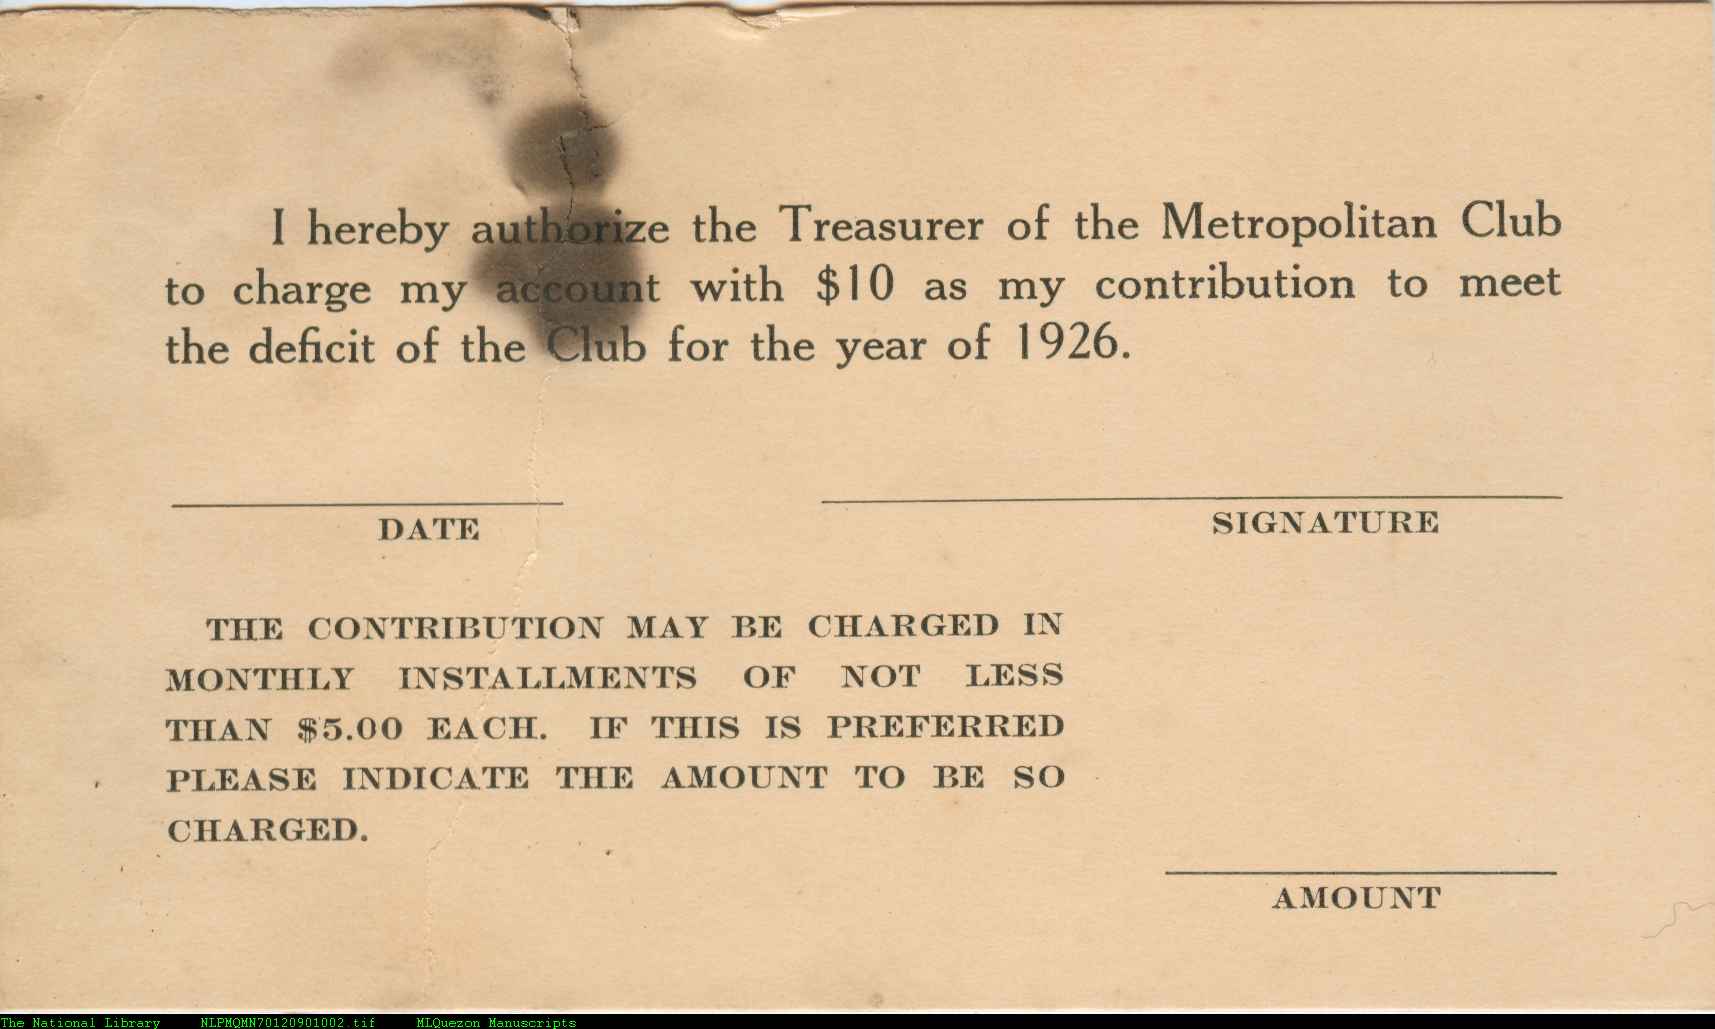 I hereby authorize the Treasurer of the Metropolitan Club
to charge my account with $10 as my contribution to meet
the deficit of the Club for the year of 1926.
DATE
SIGNATURE
THE CONTRIBUTION MAY BE CHARGED IN
MONTHLY INSTALLMENTS OF NOT LESS
THAN $5.00 EACH. IF THIS IS PREFERRED
PLEASE INDICATE THE AMOUNT TO BE SO
CHARGED.
AMOUNT
The National Library NLPMQMN70120901002.tif MLQuezon Manuscripts